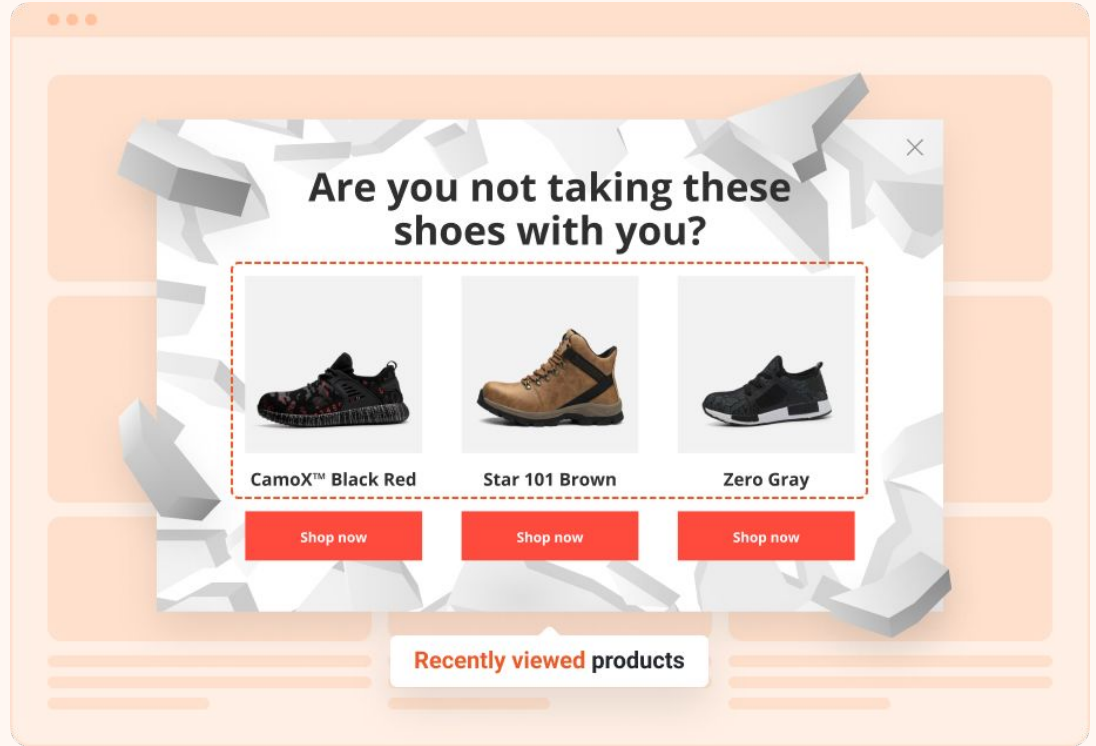 Are you not taking these
shoes with you?
CamoX™ Black Red
Star 101 Brown
Zero Gray
Shop now
Shop now
Shop now
Recently viewed products